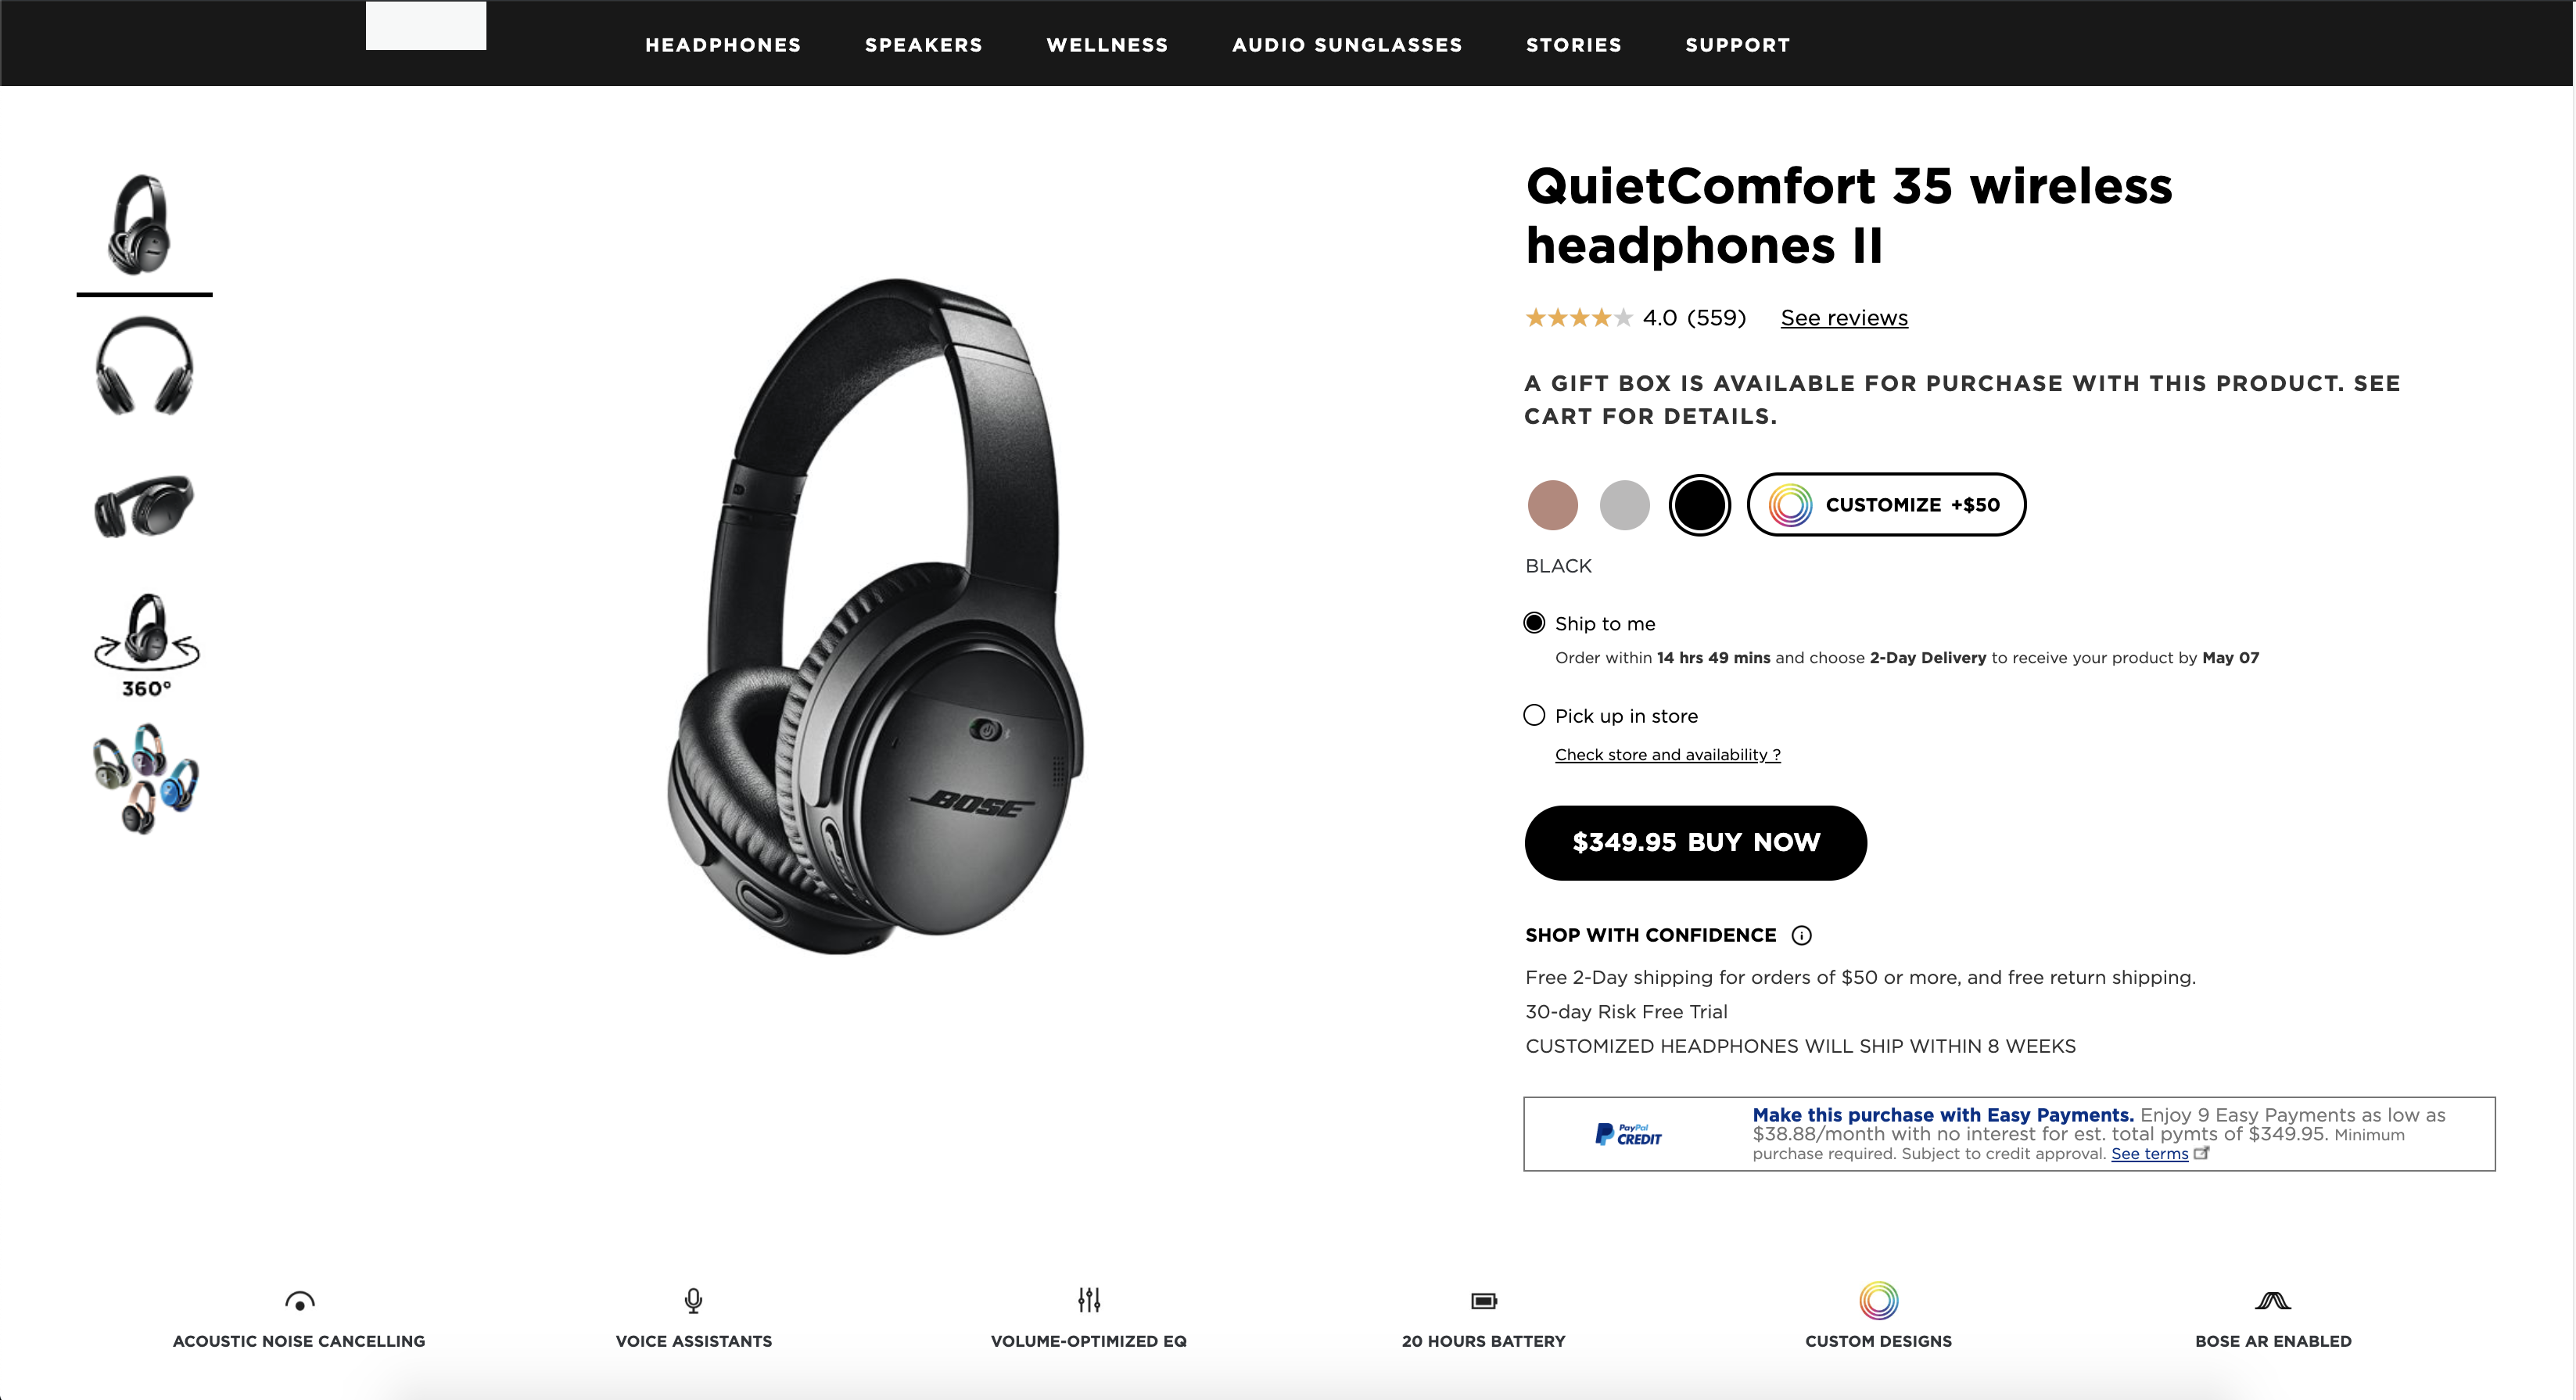 HEADPHONES SPEAKERS WELLNESS AUDIO SUNGLASSES STORIES SUPPORT
QuietComfort 35 wireless
headphones II
4.0 (559) See reviews
A GIFT BOX IS AVAILABLE FOR PURCHASE WITH THIS PRODUCT. SEE
CART FOR DETAILS.
CUSTOMIZE +$50
BLACK
Ship to me
Order within 14 hrs 49 mins and choose 2-Day Delivery to receive your product by May 07
Pick up in store
Check store and availability ?
$349.95 BUY NOW
SHOP WITH CONFIDENCE
Free 2-Day shipping for orders of $50 or more, and free return shipping.
30-day Risk Free Trial
CUSTOMIZED HEADPHONES WILL SHIP WITHIN 8 WEEKS
PayPal
CREDIT
Make this purchase with Easy Payments. Enjoy 9 Easy Payments as low as
$38.88/month with no interest for est. total pymts of $349.95. Minimum
purchase required. Subject to credit approval. See terms
360°
BOSE
ACOUSTIC NOISE CANCELLING
VOICE ASSISTANTS
VOLUME-OPTIMIZED EQ
20 HOURS BATTERY
CUSTOM DESIGNS
BOSE AR ENABLED